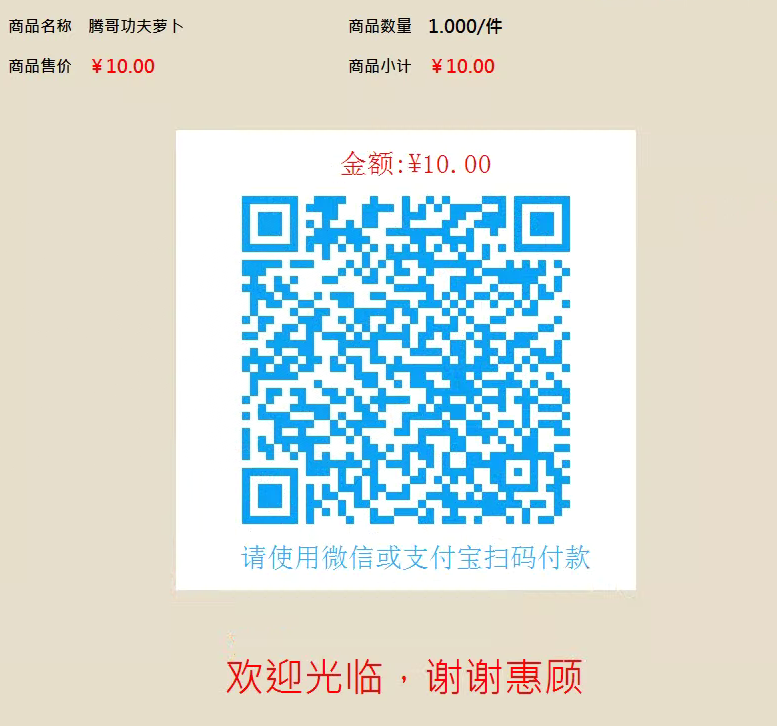 商品名称 腾哥功夫萝卜 商品数量 1.000/件
商品售价 ¥10.00 商品小计 ¥10.00
金额:¥10.00
请使用微信或支付宝扫码付款
欢迎光临，谢谢惠顾